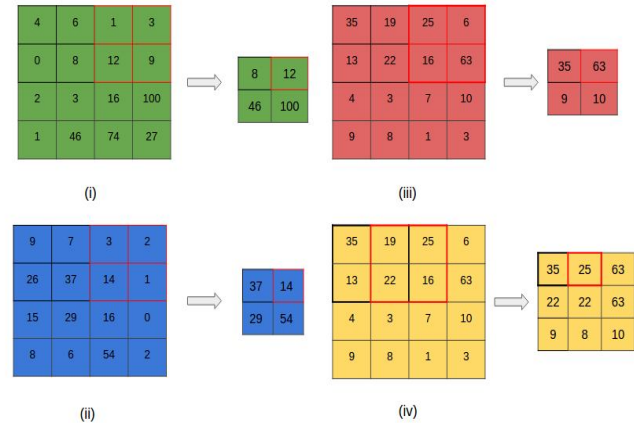 4 6 1 3
0 8 12 9
2 3 16 100
1 46 74 27
8 12
46 100
(i)
35 19 25 6
13 22 16 63
4 3 7 10
9 8 1 3
35 63
9 10
(iii)
9 7 3 2
26 37 14 1
15 29 16 0
8 6 54 2
37 14
29 54
(ii)
35 19 25 6
13 22 16 63
4 3 7 10
9 8 1 3
35 25 63
22 22 63
9 8 10
(iv)